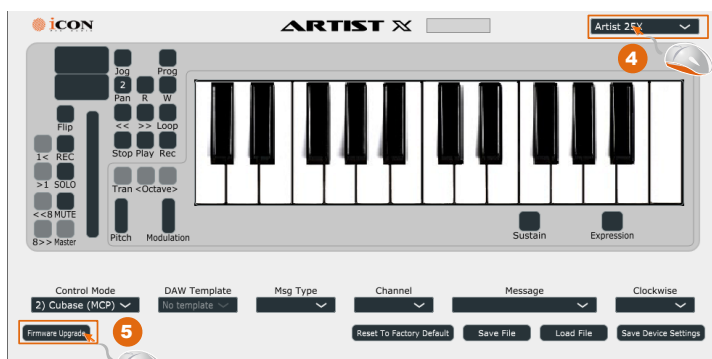 icon
ARTIST X
Artist 25X
4
Jog
Prog
2
Pan
R
W
Flip
<<
>>
Loop
1<
REC
Stop
Play
Rec
>1
SOLO
Tran
<Octave>
<<8
MUTE
8>>
Master
Pitch
Modulation
Sustain
Expression
Control Mode
DAW Template
Msg Type
Channel
Message
Clockwise
2) Cubase (MCP)
No template
Firmware Upgrade
5
Reset To Factory Default
Save File
Load File
Save Device Settings